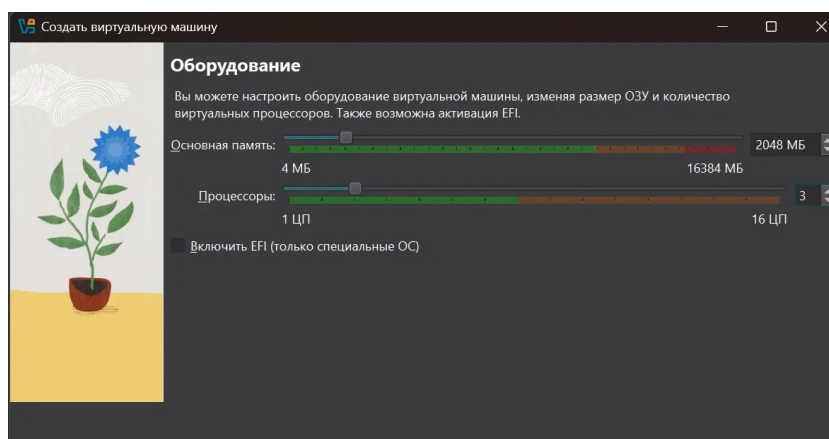 Создать виртуальную машину
Оборудование
Вы можете настроить оборудование виртуальной машины, изменяя размер ОЗУ и количество
виртуальных процессоров. Также возможна активация EFI.
Основная память:
2048 МБ
4 МБ
16384 МБ
Процессоры:
3
1 ЦП
16 ЦП
Включить EFI (только специальные ОС)